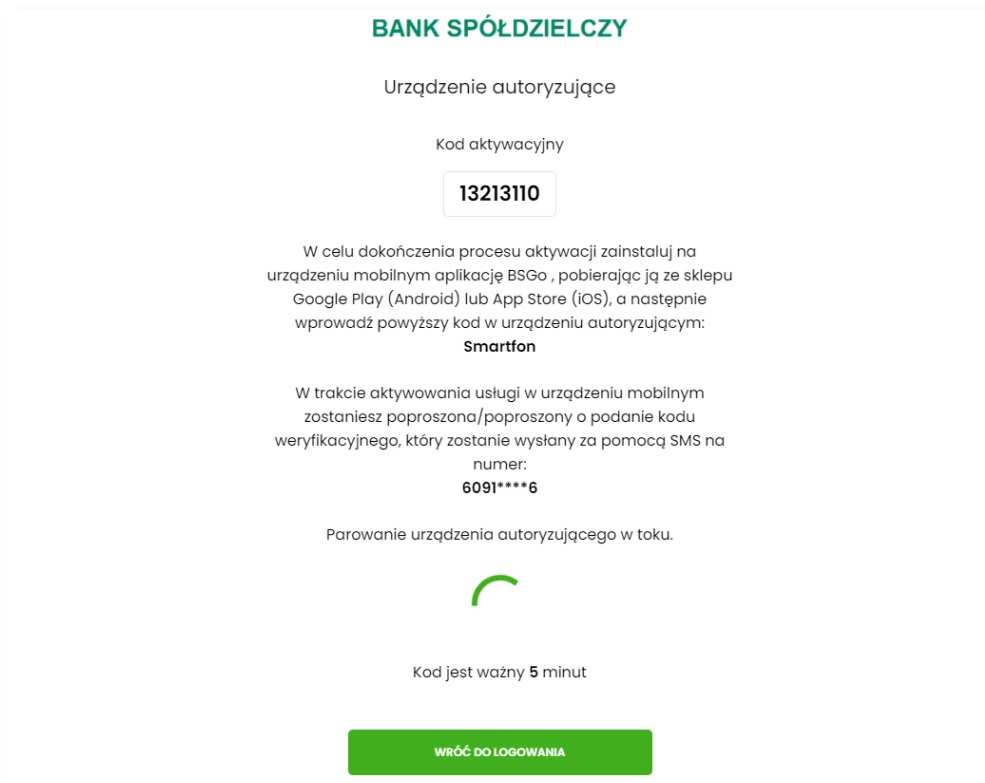 BANK SPÓŁDZIELCZY
Urządzenie autoryzujące
Kod aktywacyjny
13213110
W celu dokończenia procesu aktywacji zainstaluj na
urządzeniu mobilnym aplikację BSGo , pobierając ją ze sklepu
Google Play (Android) lub App Store (iOS), a następnie
wprowadź powyższy kod w urządzeniu autoryzującym:
Smartfon
W trakcie aktywowania usługi w urządzeniu mobilnym
zostaniesz poproszona/poproszony o podanie kodu
weryfikacyjnego, który zostanie wysłany za pomocą SMS na
numer:
6091****6
Parowanie urządzenia autoryzującego w toku.
Kod jest ważny 5 minut
WRÓĆ DO LOGOWANIA